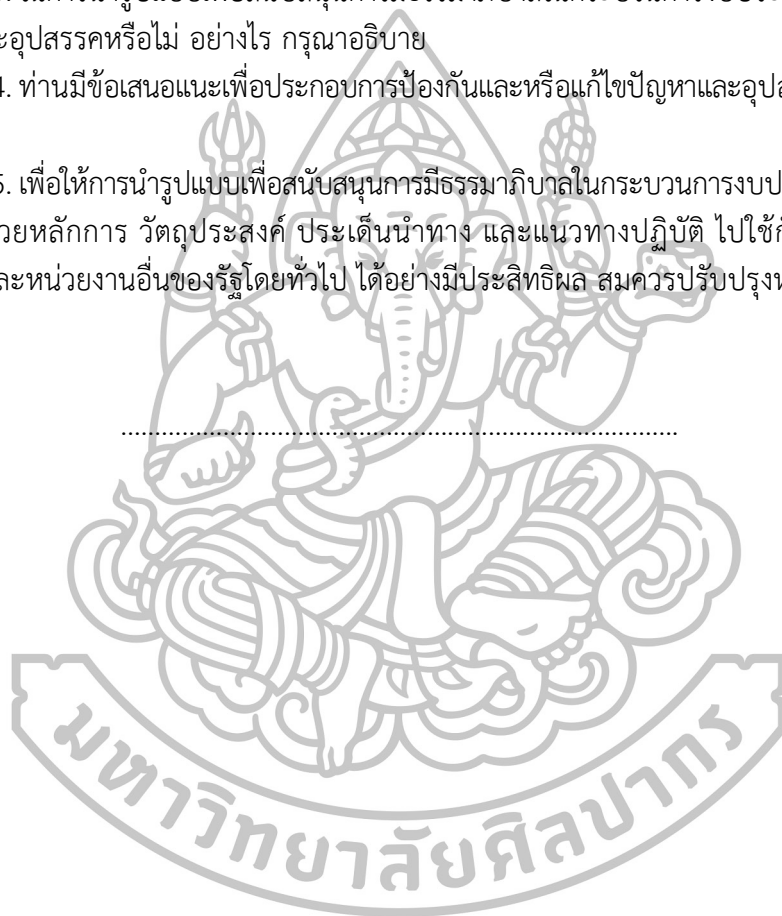 ะอุปสรรคหรือไม่ อย่างไร กรุณาอธิบาย
4. ท่านมีข้อเสนอแนะเพื่อประกอบการป้องกันและหรือแก้ไขปัญหาและอุปส
5. เพื่อให้การนำรูปแบบเพื่อสนับสนุนการมีธรรมาภิบาลในกระบวนการงบป
วยหลักการ วัตถุประสงค์ ประเด็นนำทาง และแนวทางปฏิบัติ ไปใช้ก
ละหน่วยงานอื่นของรัฐโดยทั่วไป ได้อย่างมีประสิทธิผล สมควรปรับปรุงห
มหาวิทยาลัยศิลปากร